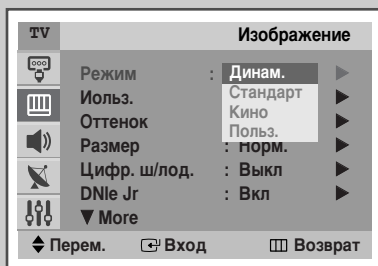 TV Изображение
Режим : Динам.
Иольз. Стандарт
Оттенок Кино
Польз.
Размер : Норм.
Цифр. ш/лод. : Выкл
DNIe Jr : Вкл
▼ More
Перем. Вход Возврат